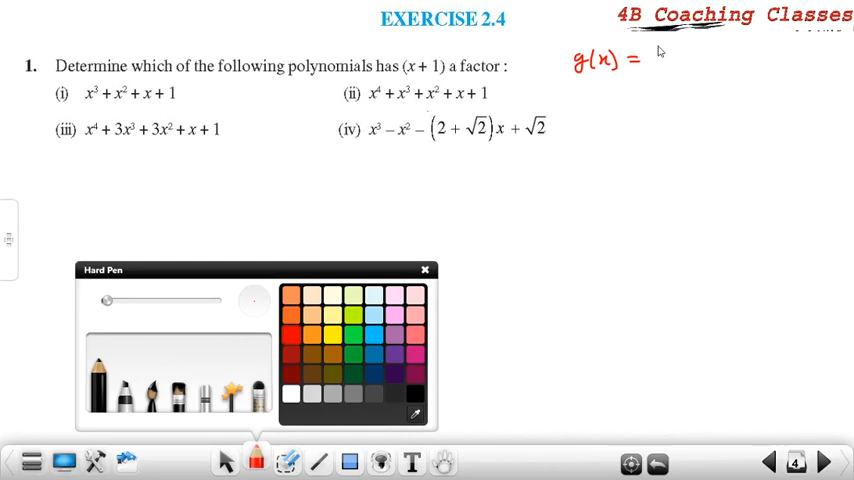 EXERCISE 2.4
4B Coaching Classes
1. Determine which of the following polynomials has (x + 1) a factor :
g(x) =
(i) x³ + x² + x + 1
(ii) x⁴ + x³ + x² + x + 1
(iii) x⁴ + 3x³ + 3x² + x + 1
(iv) x³ – x² – (2 + √2) x + √2
Hard Pen
T
4